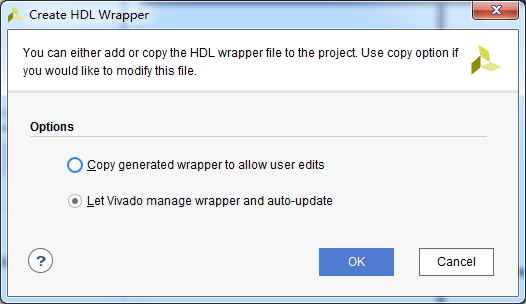 Create HDL Wrapper
You can either add or copy the HDL wrapper file to the project. Use copy option if
you would like to modify this file.
Options
Copy generated wrapper to allow user edits
Let Vivado manage wrapper and auto-update
?
OK
Cancel